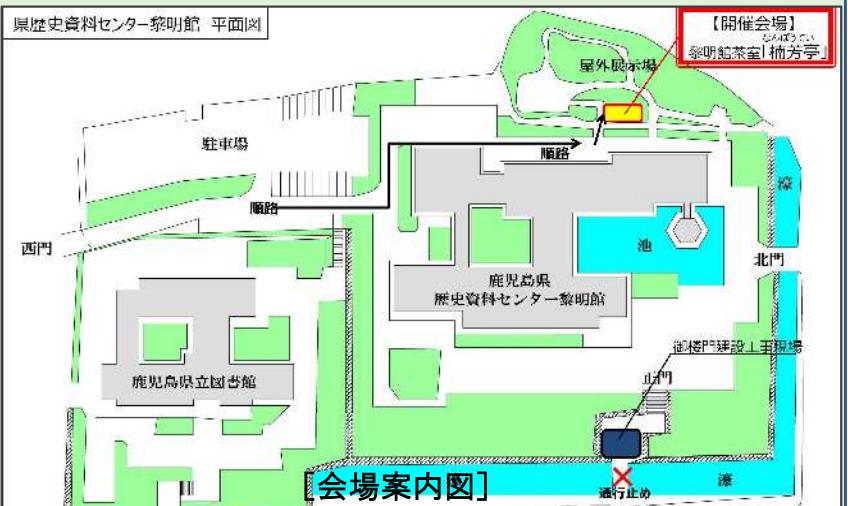 県歴史資料センター黎明館 平面図
【開催会場】
なんぽうてい
黎明館茶室「楠芳亭」
屋外展示場
駐車場
順路
順路
濠
西門
池
北門
鹿児島県
歴史資料センター黎明館
御楼門建設工事現場
鹿児島県立図書館
正門
[会場案内図]
通行止め
濠